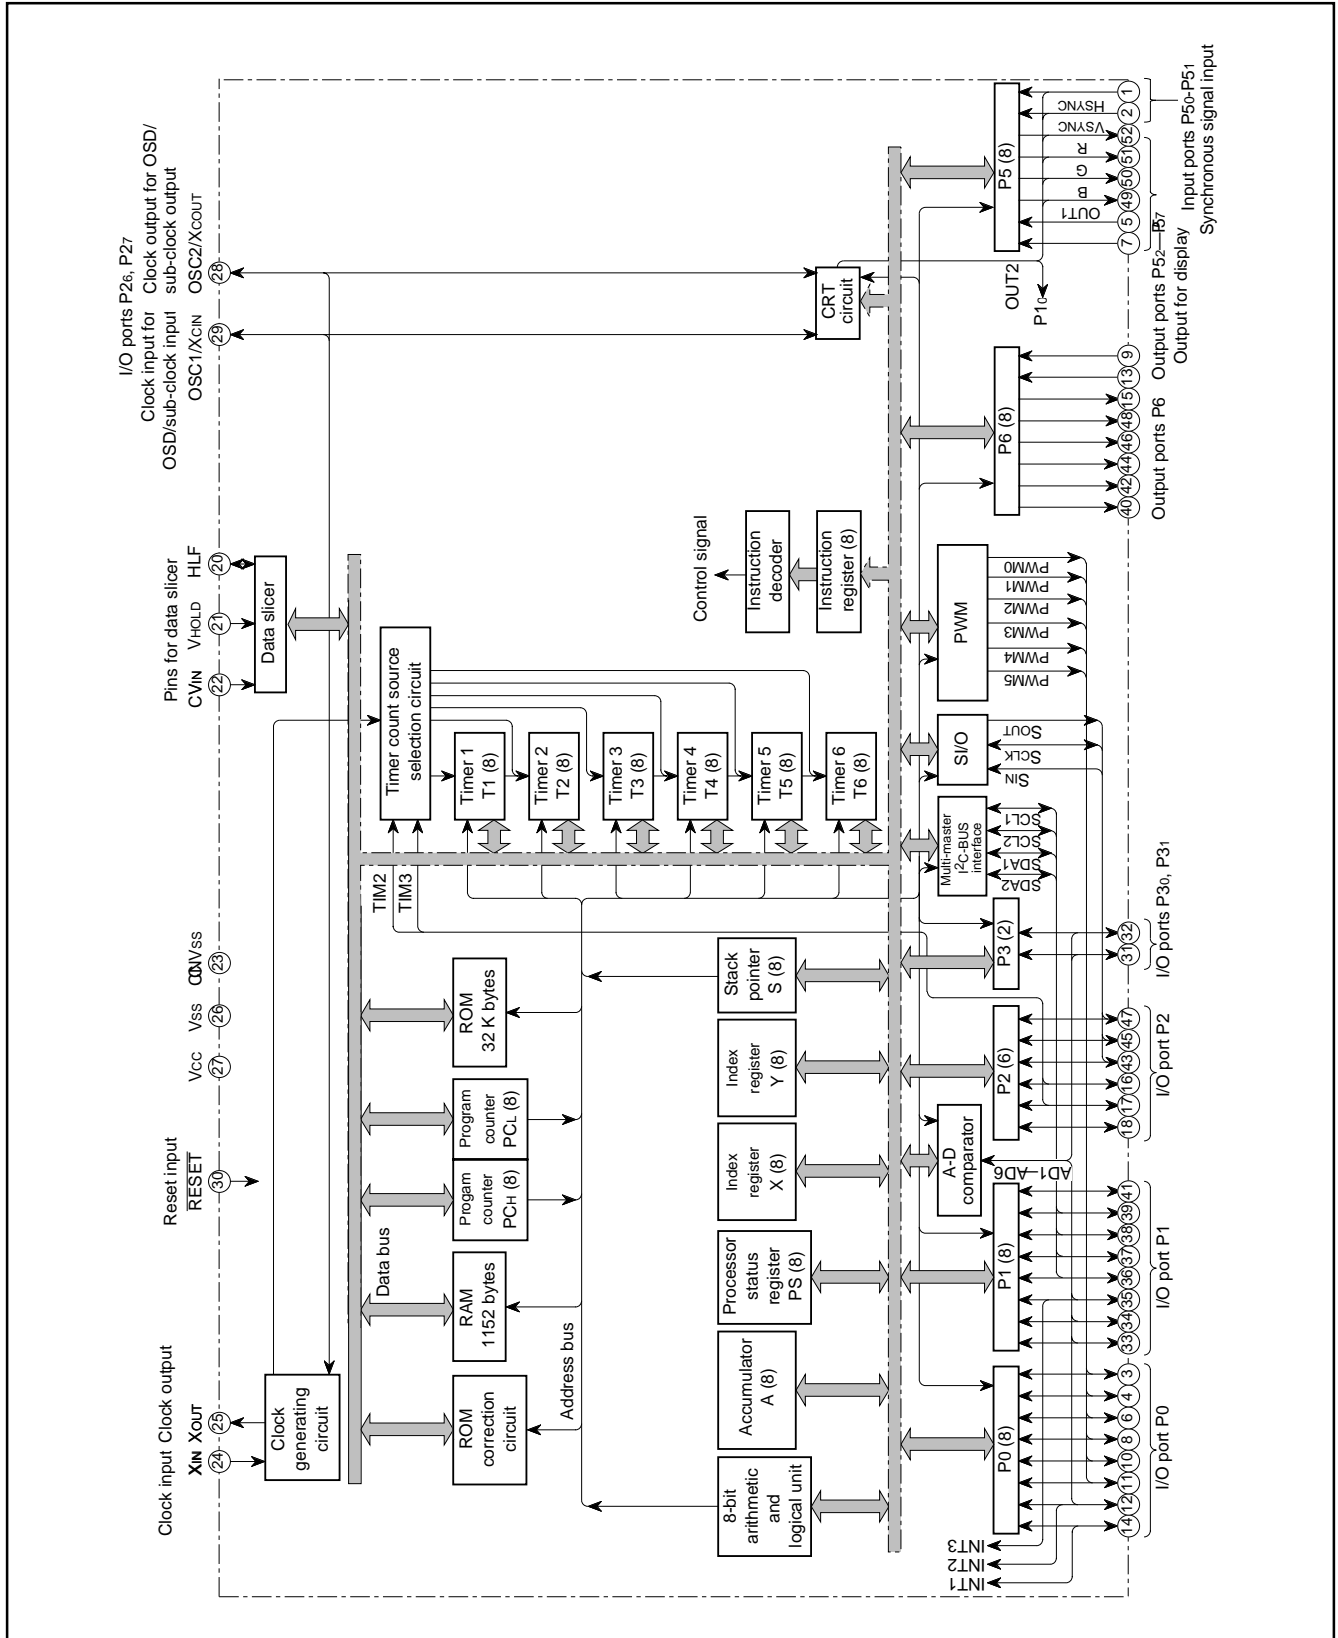 Clock input
Clock output
XIN
XOUT
24
25
Reset input
RESET
30
VCC
27
VSS
26
CNVSS
23
Pins for data slicer
CVIN
VHOLD
HLF
22
21
20
I/O ports P26, P27
Clock input for
OSD/sub-clock input
OSC1/XCIN
29
Clock output for OSD/
sub-clock output
OSC2/XCOUT
28
Clock
generating
circuit
Data slicer
Data bus
ROM
correction
circuit
RAM
1152 bytes
Progam
counter
PCH (8)
Program
counter
PCL (8)
ROM
32 K bytes
TIM2
TIM3
Timer count source
selection circuit
Timer 1
T1 (8)
Timer 2
T2 (8)
Timer 3
T3 (8)
Timer 4
T4 (8)
Timer 5
T5 (8)
Timer 6
T6 (8)
Address bus
8-bit
arithmetic
and
logical unit
Accumulator
A (8)
Processor
status
register
PS (8)
Index
register
X (8)
Index
register
Y (8)
Stack
pointer
S (8)
Control signal
Instruction
decoder
Instruction
register (8)
CRT
circuit
A-D
comparator
AD1–AD6
Multi-master
I2C-BUS
interface
SDA2
SDA1
SCL2
SCL1
SI/O
SIN
SCLK
SOUT
PWM
PWM5
PWM4
PWM3
PWM2
PWM1
PWM0
INT1
INT2
INT3
P0 (8)
P1 (8)
P2 (6)
P3 (2)
P6 (8)
P5 (8)
OUT2
P10
OUT1
B
G
R
VSYNC
HSYNC
14
12
11
10
8
6
4
3
I/O port P0
33
34
35
36
37
38
39
41
I/O port P1
18
17
16
43
45
47
I/O port P2
31
32
I/O ports P30, P31
40
42
44
46
48
15
13
9
Output ports P6
7
5
49
50
51
52
2
1
Output ports P52–P57
Output for display
Input ports P50-P51
Synchronous signal input